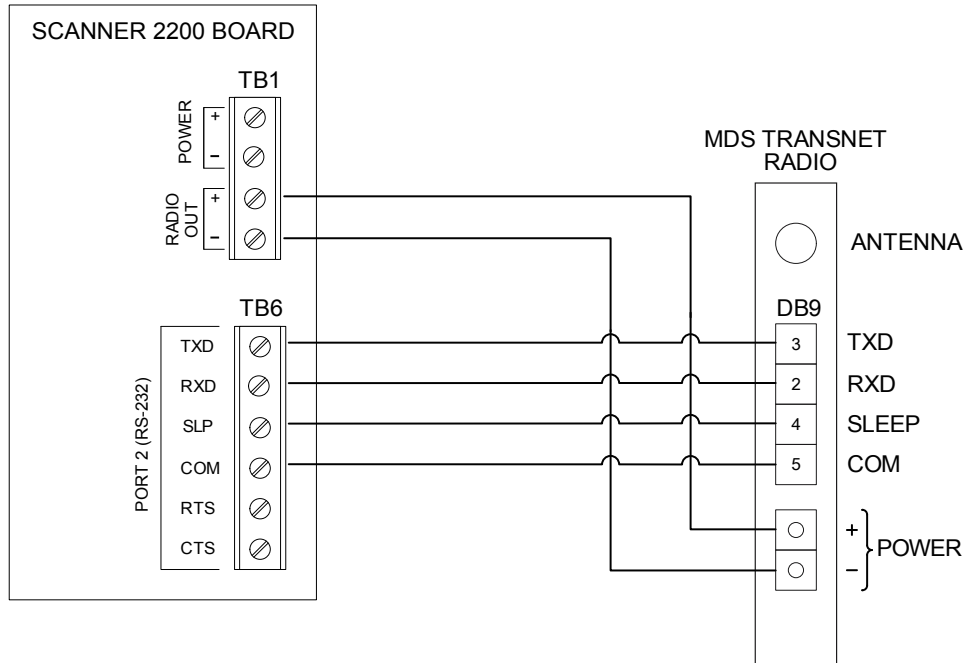 SCANNER 2200 BOARD
TB1
POWER
+
−
RADIO
OUT
+
−
TB6
PORT 2 (RS-232)
TXD
RXD
SLP
COM
RTS
CTS
MDS TRANSNET
RADIO
ANTENNA
DB9
3 TXD
2 RXD
4 SLEEP
5 COM
+
−
POWER